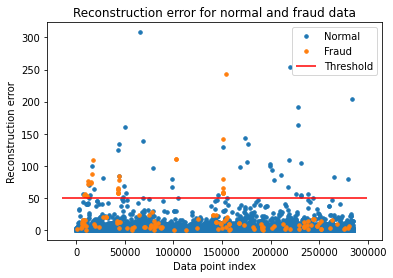 Reconstruction error for normal and fraud data
Normal
Fraud
Threshold
Reconstruction error
300
250
200
150
100
50
0
0 50000 100000 150000 200000 250000 300000
Data point index